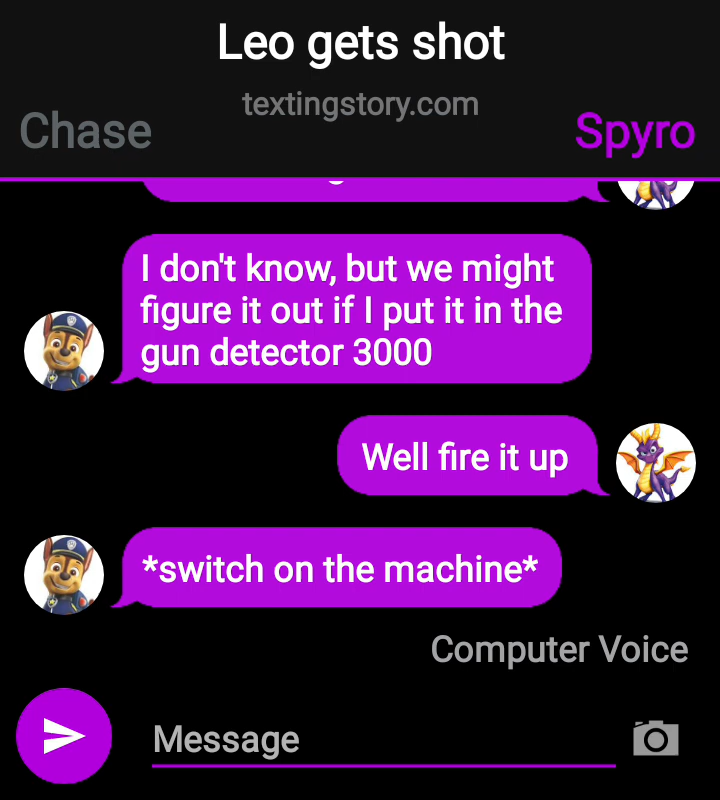 Leo gets shot
textingstory.com
Chase
Spyro
I don't know, but we might
figure it out if I put it in the
gun detector 3000
Well fire it up
*switch on the machine*
Computer Voice
Message